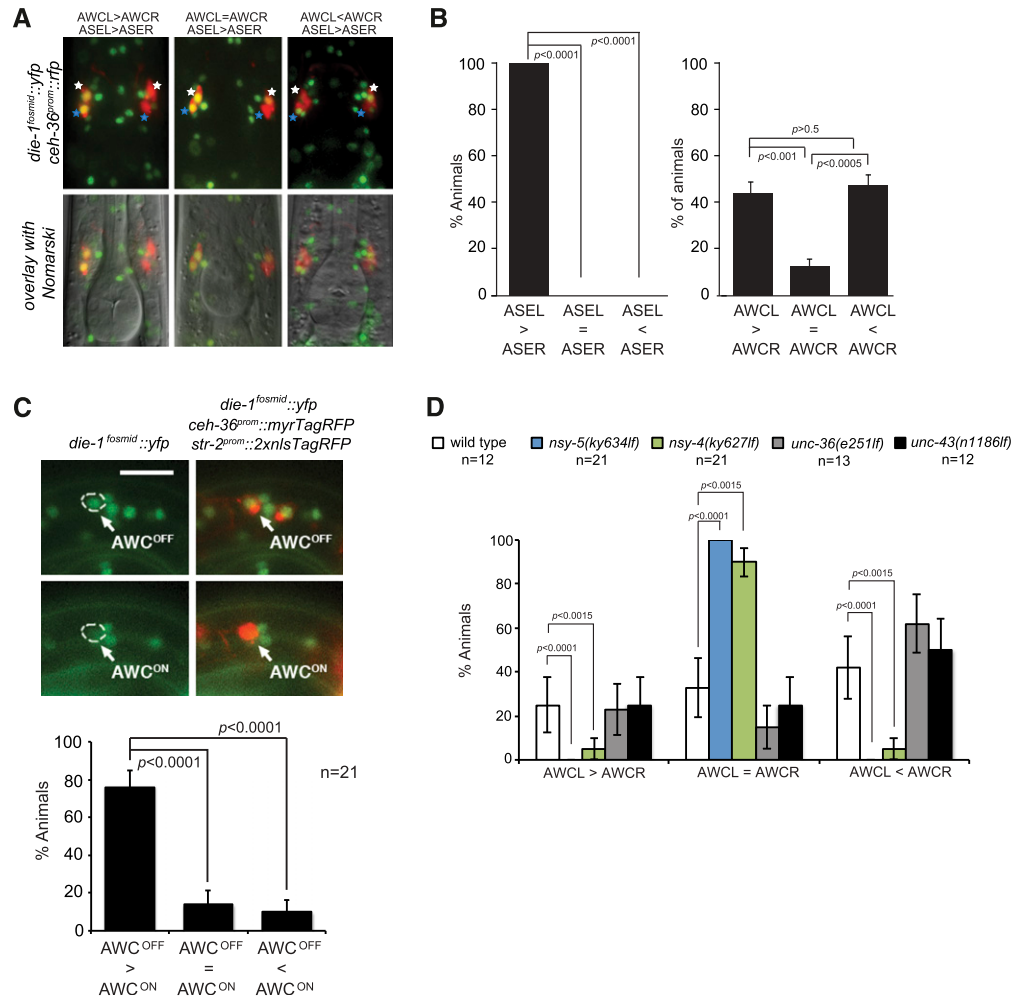 A
AWCL>AWCR
ASEL>ASER
AWCL=AWCR
ASEL>ASER
AWCL<AWCR
ASEL>ASER
die-1fosmid::yfp
ceh-36prom::rfp
overlay with
Nomarski
B
p<0.0001
p<0.0001
% Animals
100
80
60
40
20
0
ASEL
>
ASER
ASEL
=
ASER
ASEL
<
ASER
p>0.5
p<0.001
p<0.0005
% of animals
100
80
60
40
20
0
AWCL
>
AWCR
AWCL
=
AWCR
AWCL
<
AWCR
C
die-1fosmid::yfp
die-1fosmid::yfp
ceh-36prom::myrTagRFP
str-2prom::2xnlsTagRFP
AWCOFF
AWCOFF
AWCON
AWCON
p<0.0001
p<0.0001
n=21
% Animals
100
80
60
40
20
0
AWCOFF
>
AWCON
AWCOFF
=
AWCON
AWCOFF
<
AWCON
D
wild type
n=12
nsy-5(ky634lf)
n=21
nsy-4(ky627lf)
n=21
unc-36(e251lf)
n=13
unc-43(n1186lf)
n=12
% Animals
100
80
60
40
20
0
p<0.0015
p<0.0001
p<0.0015
p<0.0001
p<0.0015
p<0.0001
AWCL > AWCR
AWCL = AWCR
AWCL < AWCR